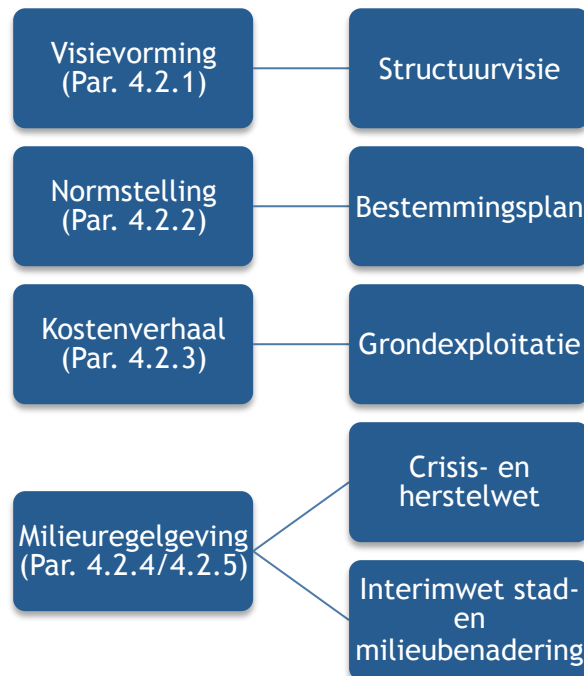 Visievorming
(Par. 4.2.1)
Structuurvisie
Normstelling
(Par. 4.2.2)
Bestemmingsplan
Kostenverhaal
(Par. 4.2.3)
Grondexploitatie
Milieuregelgeving
(Par. 4.2.4/4.2.5)
Crisis- en
herstelwet
Interimwet stad-
en
milieubenadering